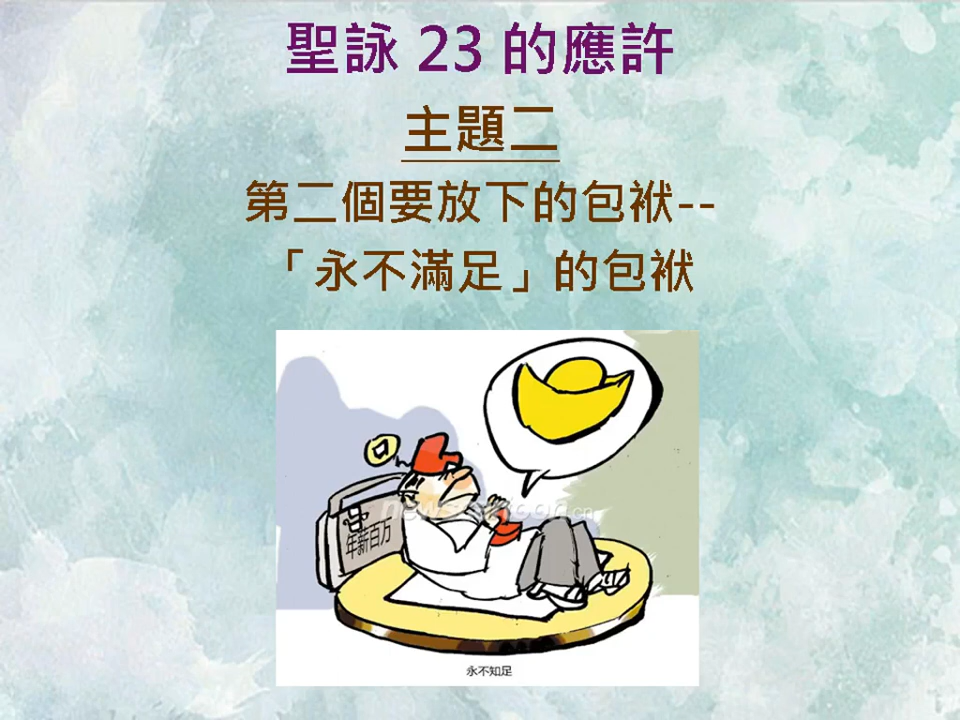 聖詠 23 的應許
主題二
第二個要放下的包袱--
「永不滿足」的包袱
年薪百万
永不知足